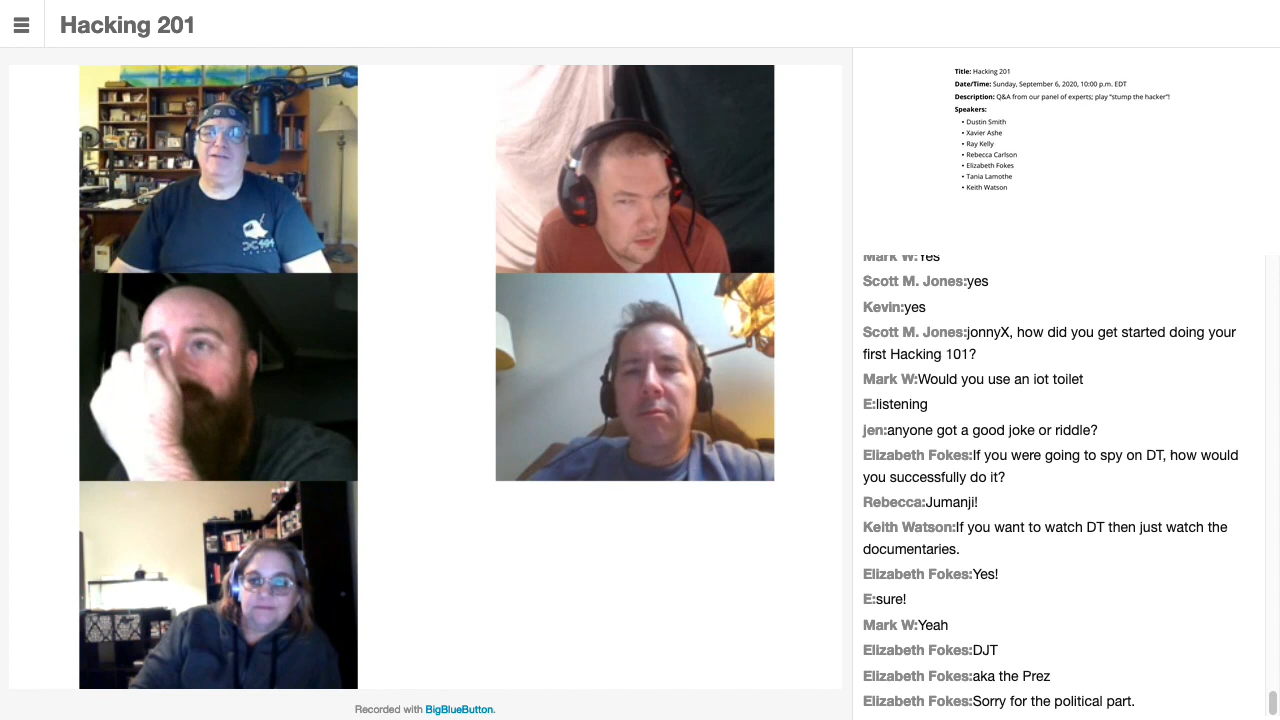 Hacking 201
Title: Hacking 201
Date/Time: Sunday, September 6, 2020, 10:00 p.m. EDT
Description: Q&A from our panel of experts; play "stump the hacker"!
Speakers:
• Dustin Smith
• Xavier Ashe
• Ray Kelly
• Rebecca Carlson
• Elizabeth Fokes
• Tania Lamothe
• Keith Watson
DC404
Mark W:Yes
Scott M. Jones:yes
Kevin:yes
Scott M. Jones:jonnyX, how did you get started doing your
first Hacking 101?
Mark W:Would you use an iot toilet
E:listening
jen:anyone got a good joke or riddle?
Elizabeth Fokes:If you were going to spy on DT, how would
you successfully do it?
Rebecca:Jumanji!
Keith Watson:If you want to watch DT then just watch the
documentaries.
Elizabeth Fokes:Yes!
E:sure!
Mark W:Yeah
Elizabeth Fokes:DJT
Elizabeth Fokes:aka the Prez
Elizabeth Fokes:Sorry for the political part.
Recorded with BigBlueButton.